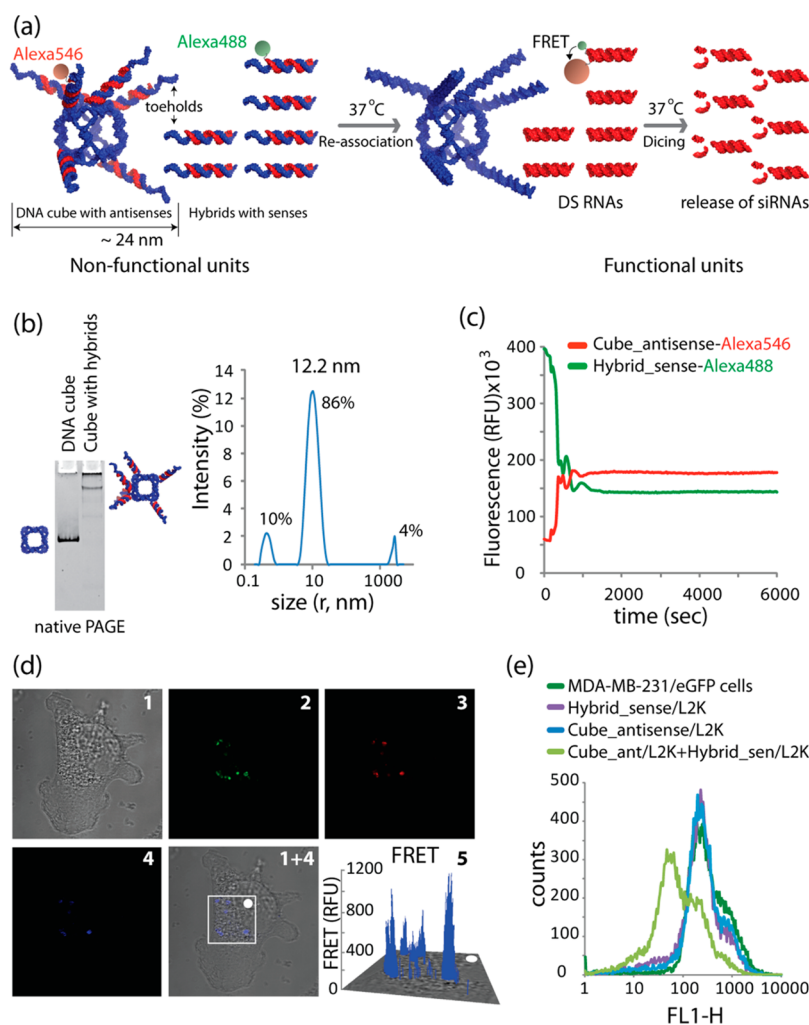 (a)
Alexa546
Alexa488
toeholds
37 °C
Re-association
FRET
37 °C
Dicing
DNA cube with antisenses
Hybrids with senses
~ 24 nm
DS RNAs
release of siRNAs
Non-functional units
Functional units
(b)
DNA cube
Cube with hybrids
native PAGE
12.2 nm
86%
10%
4%
Intensity (%)
14
12
10
8
6
4
2
0
0.1
10
1000
size (r, nm)
(c)
Cube_antisense-Alexa546
Hybrid_sense-Alexa488
Fluorescence (RFU)x10³
400
300
200
100
0
0
2000
4000
6000
time (sec)
(d)
1
2
3
4
1+4
5
FRET
FRET (RFU)
1200
800
400
0
(e)
MDA-MB-231/eGFP cells
Hybrid_sense/L2K
Cube_antisense/L2K
Cube_ant/L2K+Hybrid_sen/L2K
counts
500
400
300
200
100
0
1
10
100
1000
10000
FL1-H